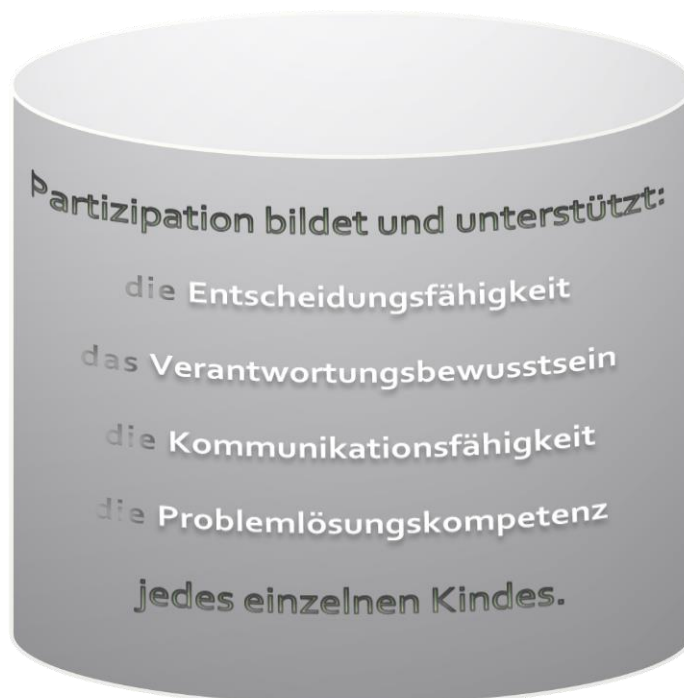 Partizipation bildet und unterstützt:
die Entscheidungsfähigkeit
das Verantwortungsbewusstsein
die Kommunikationsfähigkeit
die Problemlösungskompetenz
jedes einzelnen Kindes.